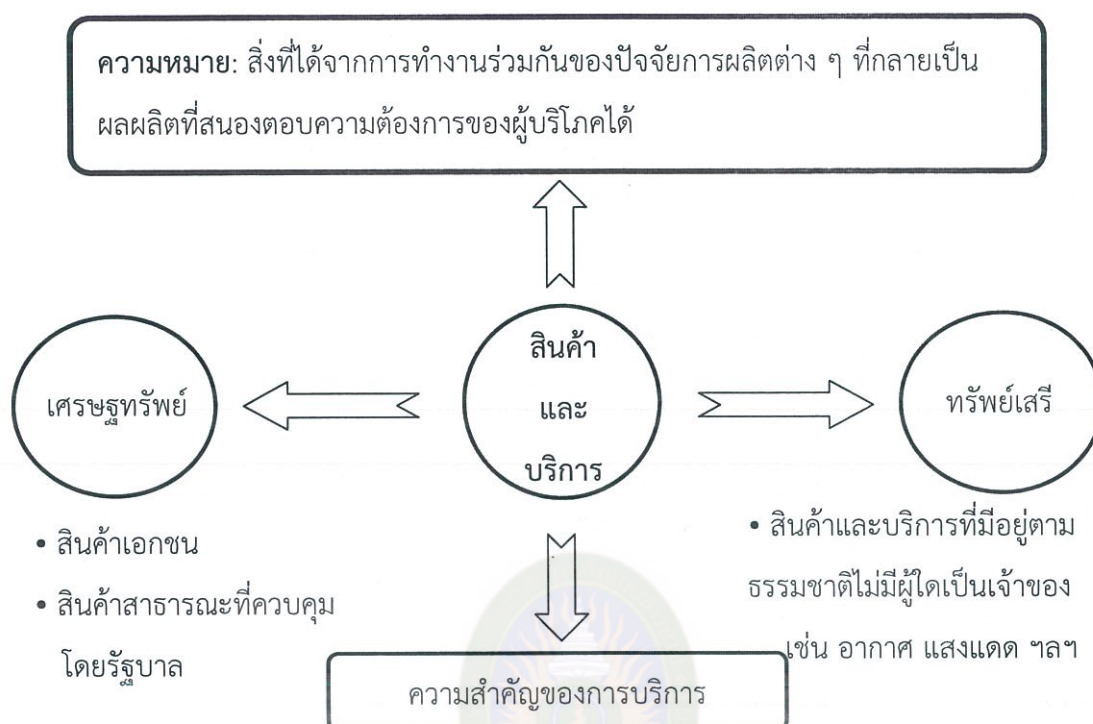 ความหมาย: สิ่งที่ได้จากการทำงานร่วมกันของปัจจัยการผลิตต่าง ๆ ที่กลายเป็น
ผลผลิตที่สนองตอบความต้องการของผู้บริโภคได้
สินค้า
และ
บริการ
เศรษฐทรัพย์
ทรัพย์เสรี
• สินค้าเอกชน
• สินค้าสาธารณะที่ควบคุม
โดยรัฐบาล
• สินค้าและบริการที่มีอยู่ตาม
ธรรมชาติไม่มีผู้ใดเป็นเจ้าของ
เช่น อากาศ แสงแดด ฯลฯ
ความสำคัญของการบริการ